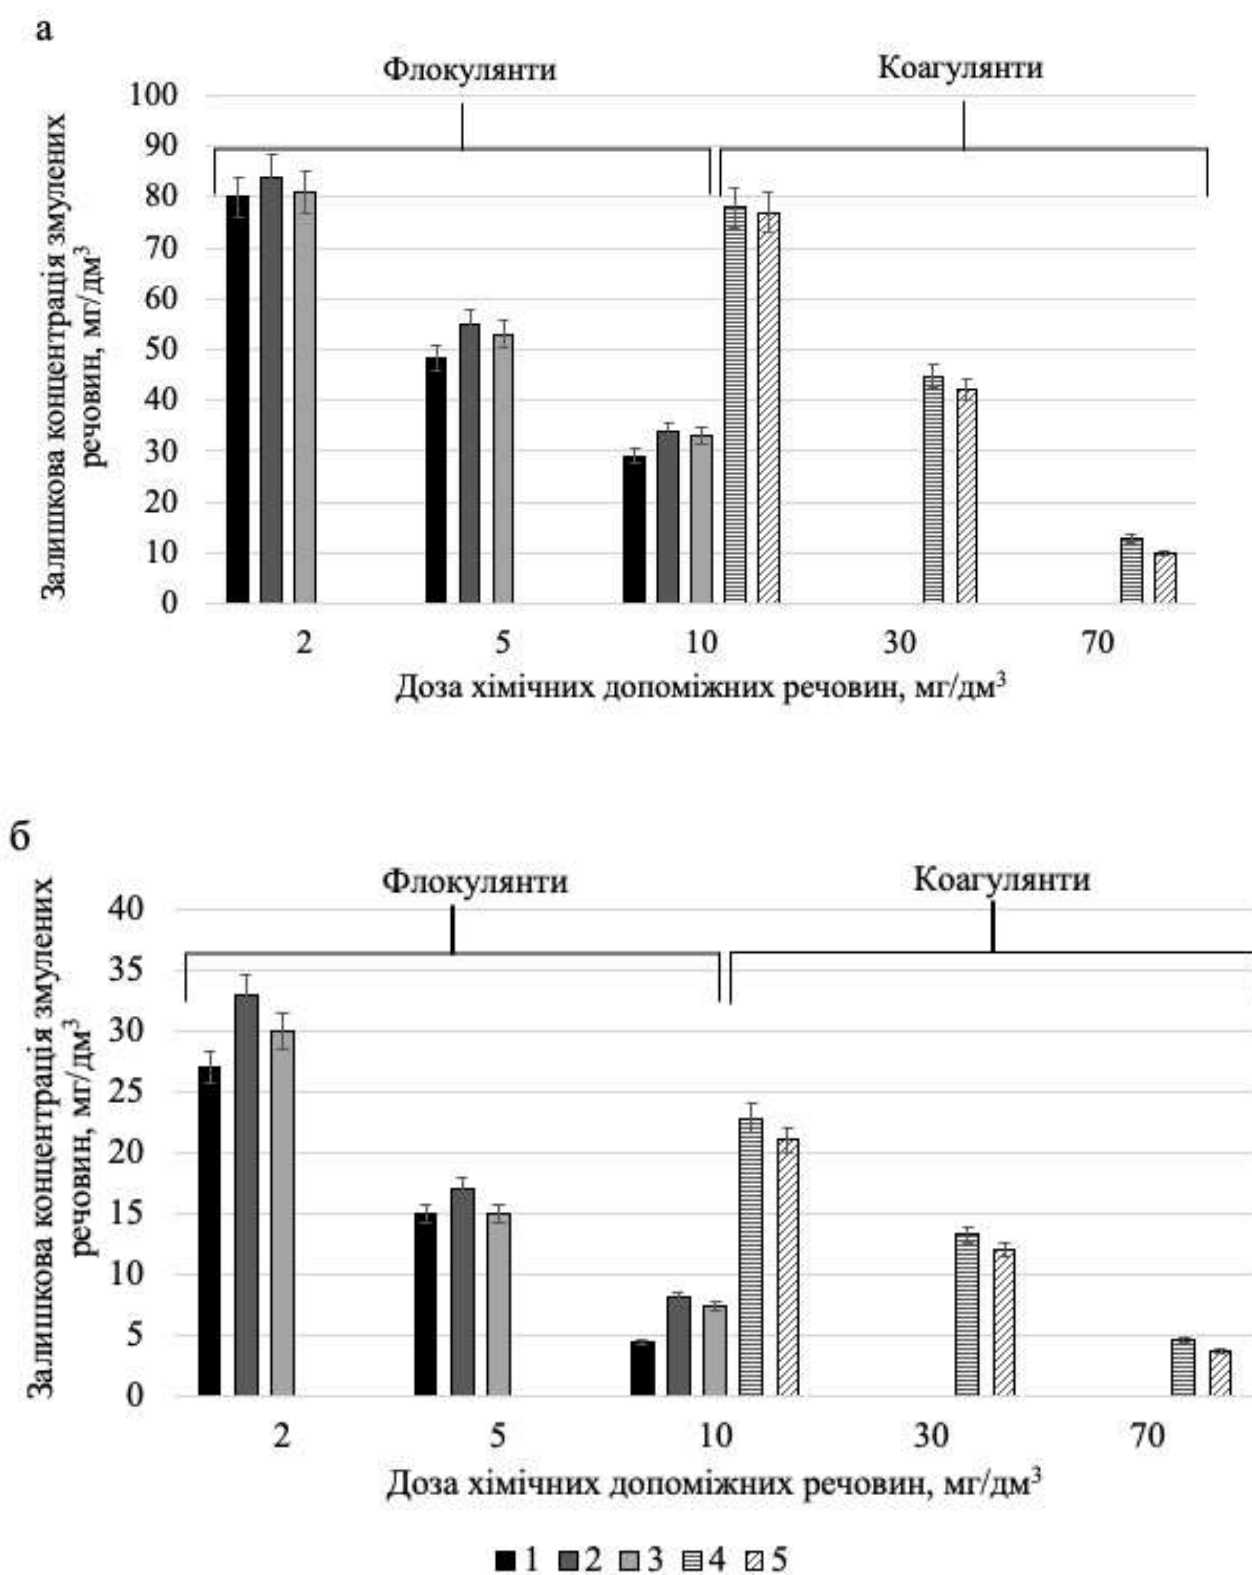 а
Флокулянти
Коагулянти
Залишкова концентрація змулених
речовин, мг/дм³
100
90
80
70
60
50
40
30
20
10
0
2 5 10 30 70
Доза хімічних допоміжних речовин, мг/дм³
б
Флокулянти
Коагулянти
Залишкова концентрація змулених
речовин, мг/дм³
40
35
30
25
20
15
10
5
0
2 5 10 30 70
Доза хімічних допоміжних речовин, мг/дм³
1 2 3 4 5